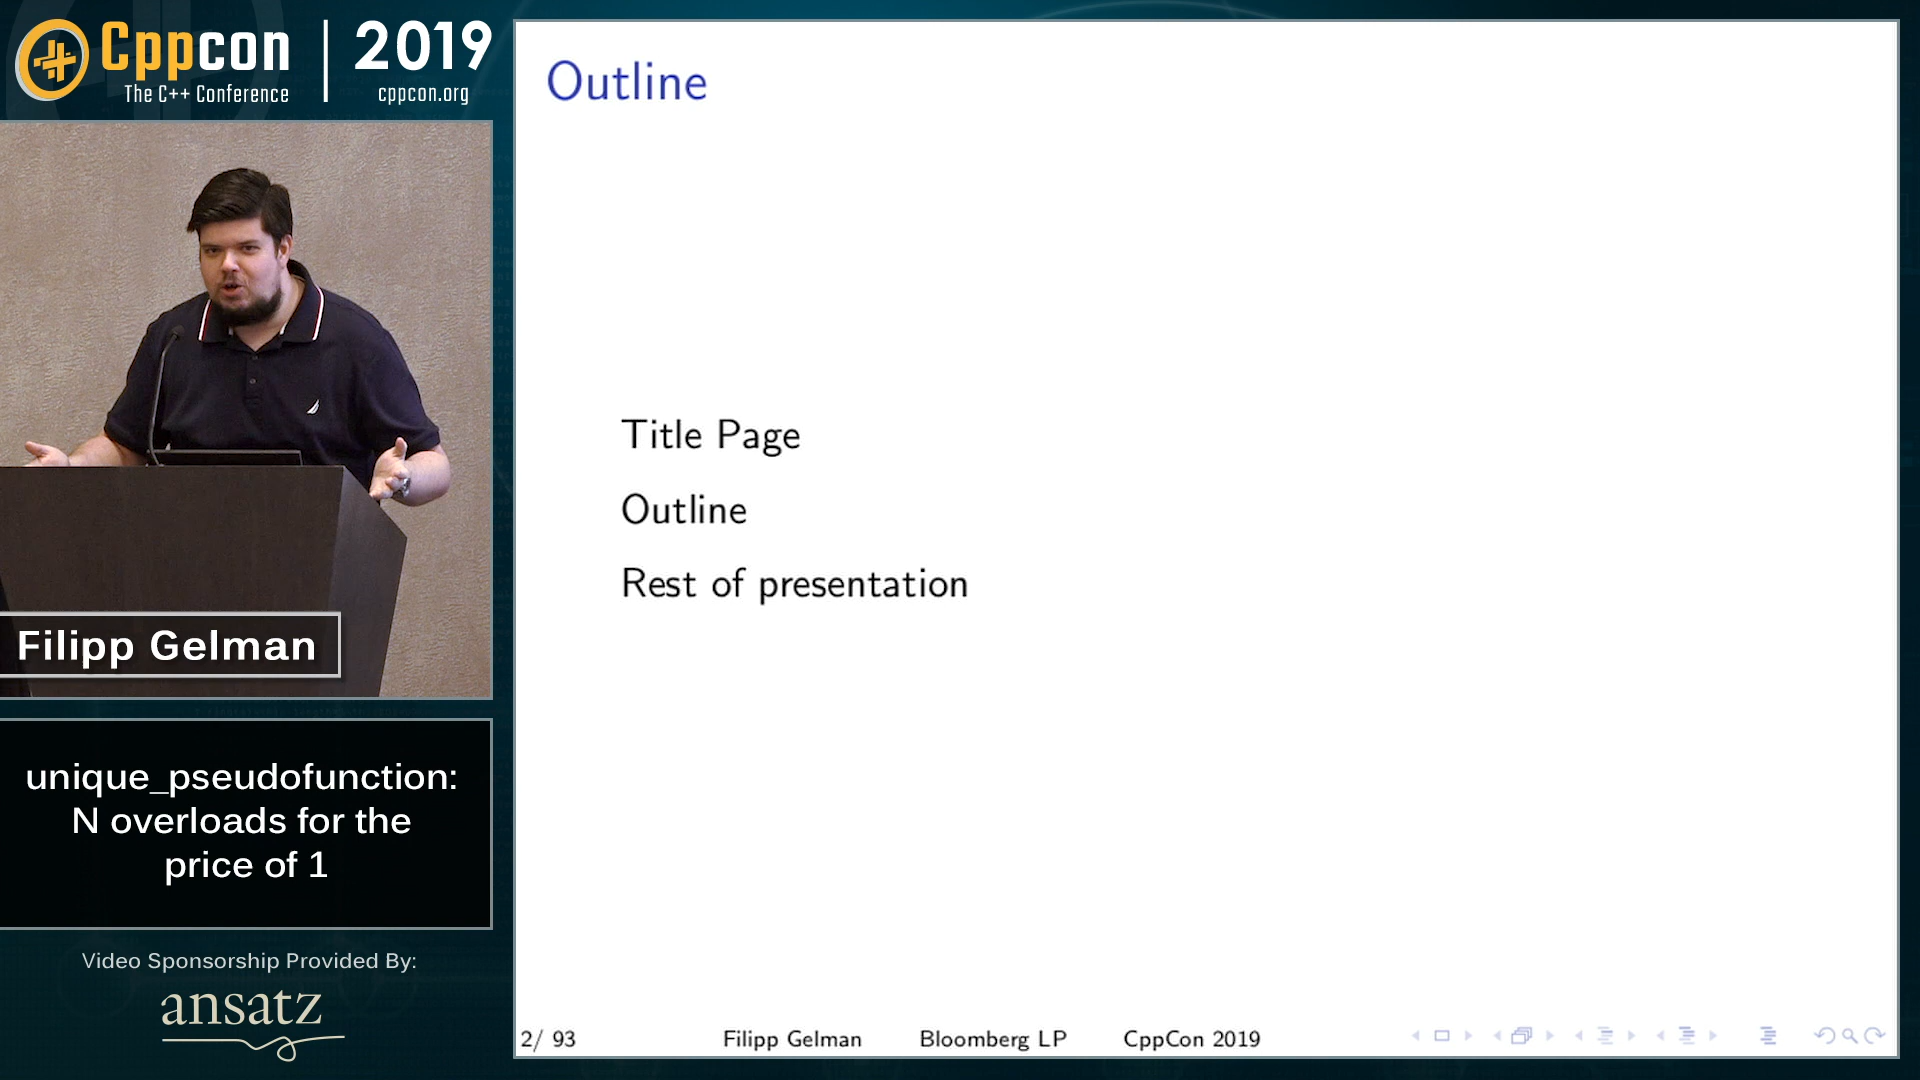 Cppcon
The C++ Conference
2019
cppcon.org
Filipp Gelman
unique_pseudofunction:
N overloads for the
price of 1
Video Sponsorship Provided By:
ansatz
Outline
Title Page
Outline
Rest of presentation
2/ 93
Filipp Gelman
Bloomberg LP
CppCon 2019